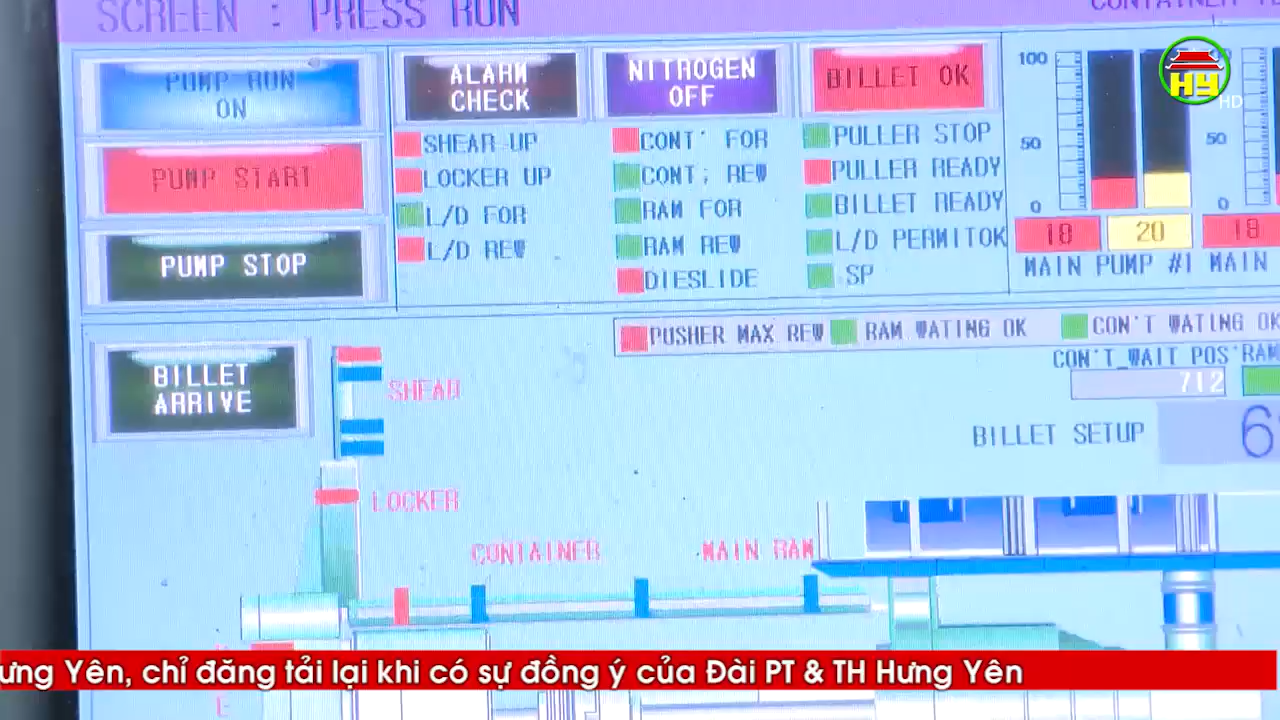 SCREEN : PRESS RUN
PUMP RUN
ON
PUMP START
PUMP STOP
ALARM
CHECK
NITROGEN
OFF
BILLET OK
SHEAR UP
LOCKER UP
L/D FOR
L/D REW
CONT' FOR
CONT; REW
RAM FOR
RAM REW
DIESLIDE
PULLER STOP
PULLER READY
BILLET READY
L/D PERMITOK
SP
100
50
0
50
0
18
20
18
MAIN PUMP #1 MAIN
HY
HD
PUSHER MAX REW
RAM WATING OK
CON'T WATING OK
CON'T_WAIT POS'RAM
712
BILLET
ARRIVE
SHEAR
BILLET SETUP
6
LOCKER
CONTAINER
MAIN RAM
ưng Yên, chỉ đăng tải lại khi có sự đồng ý của Đài PT & TH Hưng Yên